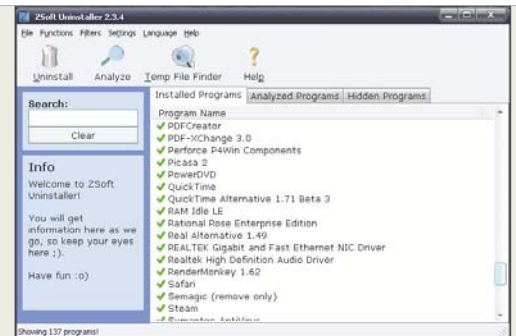 ZSoft Uninstaller 2.3.4
File Functions Filters Settings Language Help
Uninstall Analyze Temp File Finder Help
Search:
Clear
Info
Welcome to ZSoft
Uninstaller!
You will get
information here as we
go, so keep your eyes
here ;).
Have fun :o)
Installed Programs Analyzed Programs Hidden Programs
Program Name
PDFCreator
PDF-XChange 3.0
Perforce P4Win Components
Picasa 2
PowerDVD
QuickTime
QuickTime Alternative 1.71 Beta 3
RAM Idle LE
Rational Rose Enterprise Edition
Real Alternative 1.49
REALTEK Gigabit and Fast Ethernet NIC Driver
Realtek High Definition Audio Driver
RenderMonkey 1.62
Safari
Semagic (remove only)
Steam
Symantec AntiVirus
Showing 137 programs!